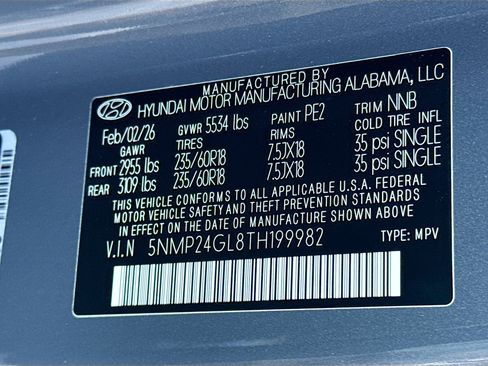 MANUFACTURED BY
HYUNDAI MOTOR MANUFACTURING ALABAMA, LLC
Feb/02/26 GVWR 5534 lbs PAINT PE2 TRIM NNB
GAWR TIRES RIMS COLD TIRE INFL
FRONT 2955 lbs 235/60R18 7.5JX18 35 psi SINGLE
REAR 3109 lbs 235/60R18 7.5JX18 35 psi SINGLE
THIS VEHICLE CONFORMS TO ALL APPLICABLE U.S.A. FEDERAL
MOTOR VEHICLE SAFETY AND THEFT PREVENTION STANDARDS
IN EFFECT ON THE DATE OF MANUFACTURE SHOWN ABOVE.
V.I.N 5NMP24GL8TH199982 TYPE: MPV